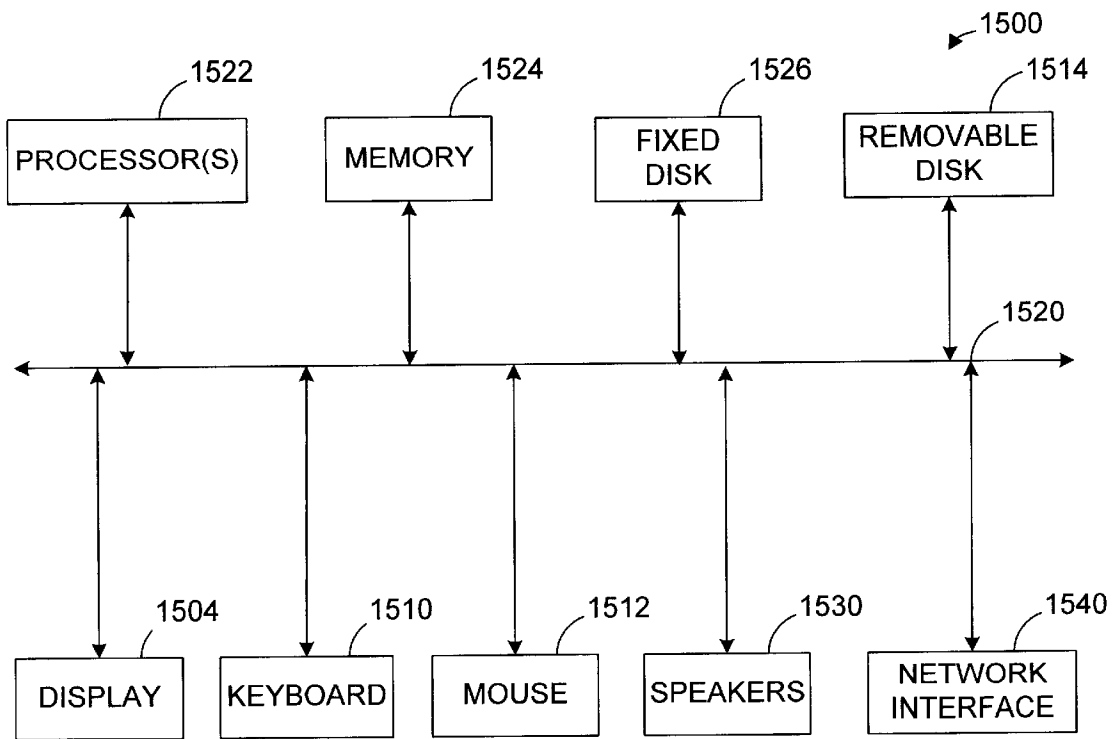 1500
1522
1524
1526
1514
PROCESSOR(S)
MEMORY
FIXED
DISK
REMOVABLE
DISK
1520
1504
1510
1512
1530
1540
DISPLAY
KEYBOARD
MOUSE
SPEAKERS
NETWORK
INTERFACE